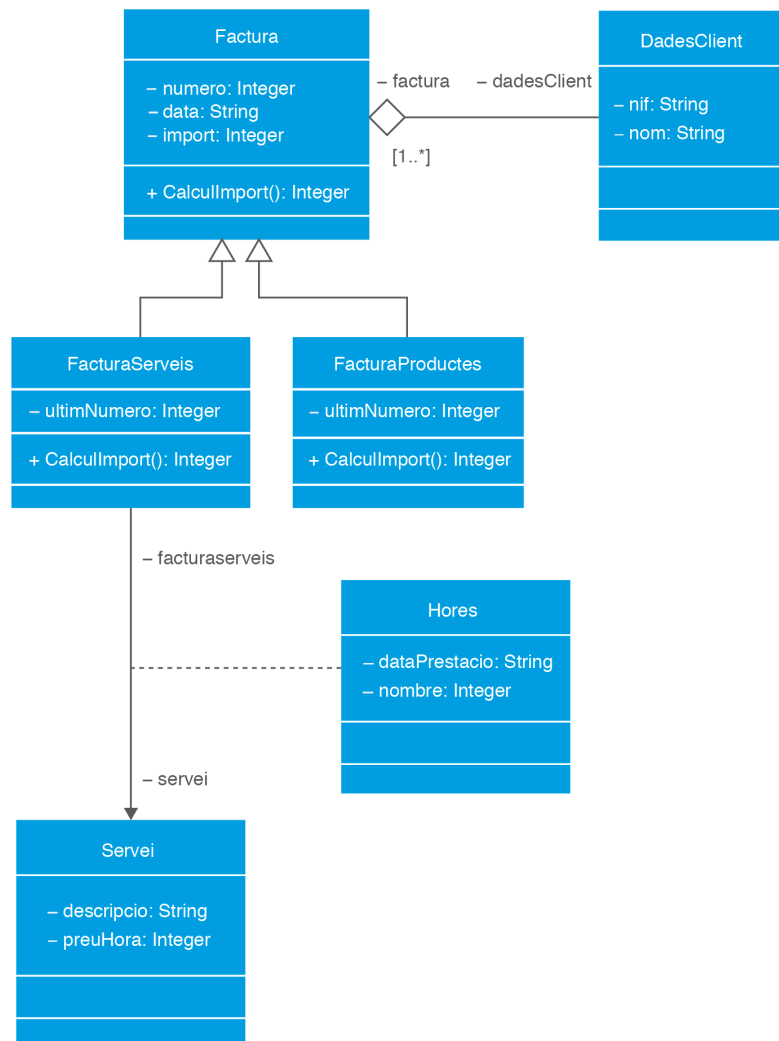 Factura
– numero: Integer
– data: String
– import: Integer
+ CalculImport(): Integer
– factura
– dadesClient
[1..*]
DadesClient
– nif: String
– nom: String
FacturaServeis
– ultimNumero: Integer
+ CalculImport(): Integer
FacturaProductes
– ultimNumero: Integer
+ CalculImport(): Integer
– facturaserveis
Hores
– dataPrestacio: String
– nombre: Integer
– servei
Servei
– descripcio: String
– preuHora: Integer